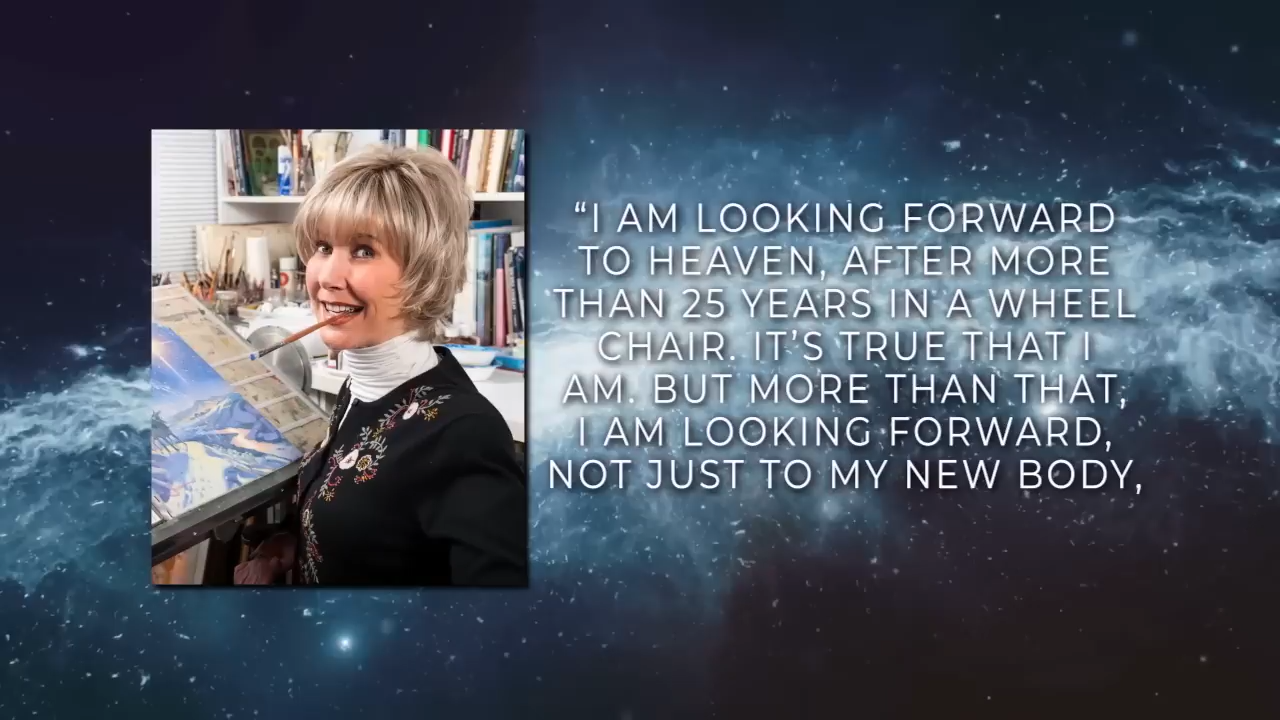 “I AM LOOKING FORWARD
TO HEAVEN, AFTER MORE
THAN 25 YEARS IN A WHEEL
CHAIR. IT’S TRUE THAT I
AM. BUT MORE THAN THAT,
I AM LOOKING FORWARD,
NOT JUST TO MY NEW BODY,